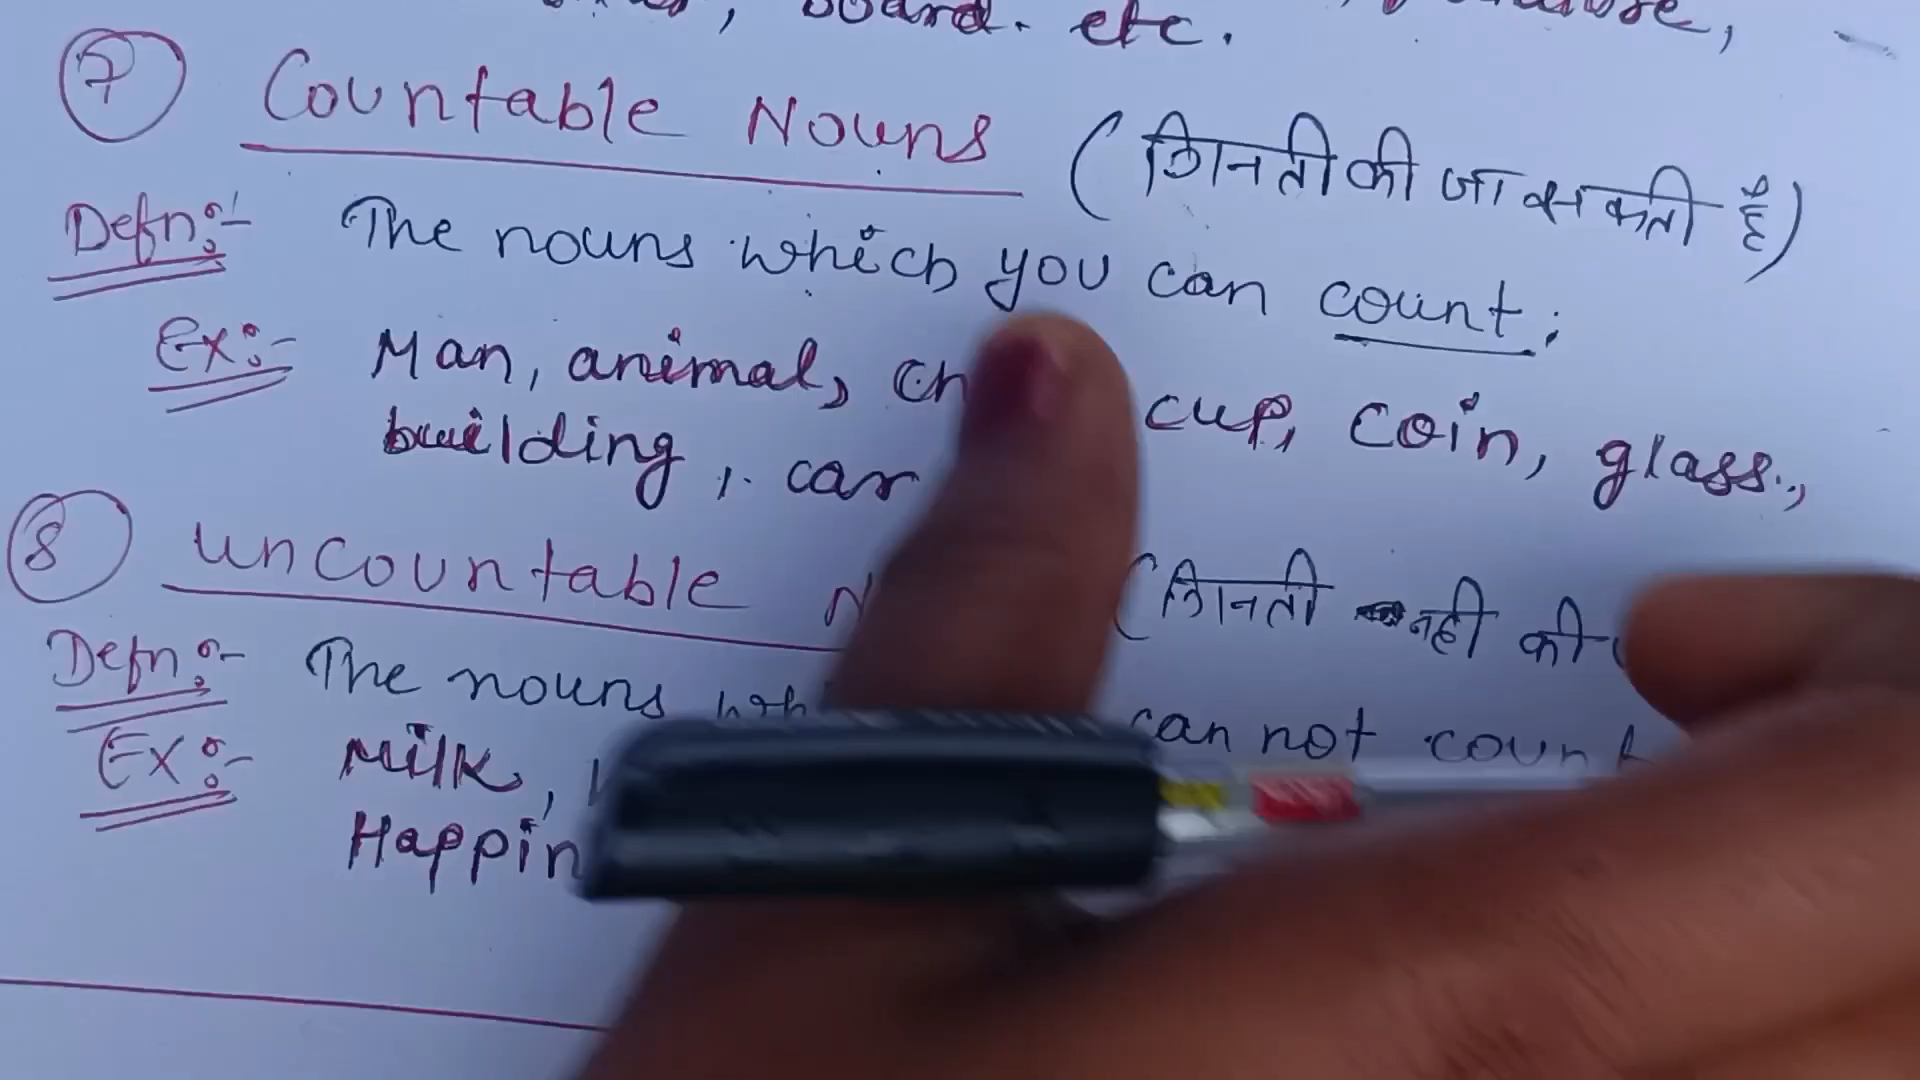 board. etc.
7 Countable Nouns (गिनती की जा सकती है)
Defn:- The nouns which you can count.
Ex:- Man, animal, cup, coin, glass,
building, car
8 Uncountable (गिनती नही की
Defn:- The nouns can not count
Ex:- Milk,